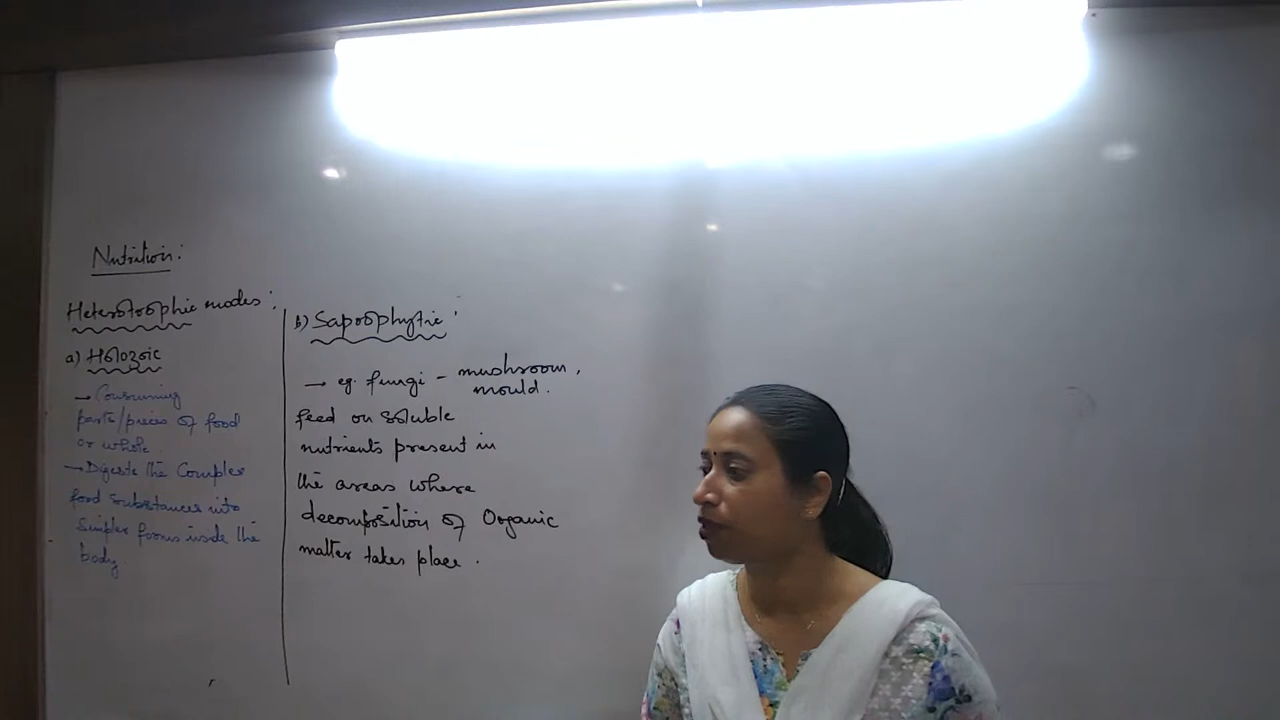 Nutrition:
Heterotrophic modes:
a) Holozoic
→ Consuming
parts/pieces of food
or whole.
→ Digests the Complex
food substances into
simpler forms inside the
body
b) Saprophytic:
→ eg. fungi - mushroom,
mould.
feed on soluble
nutrients present in
the areas where
decomposition of Organic
matter takes place.